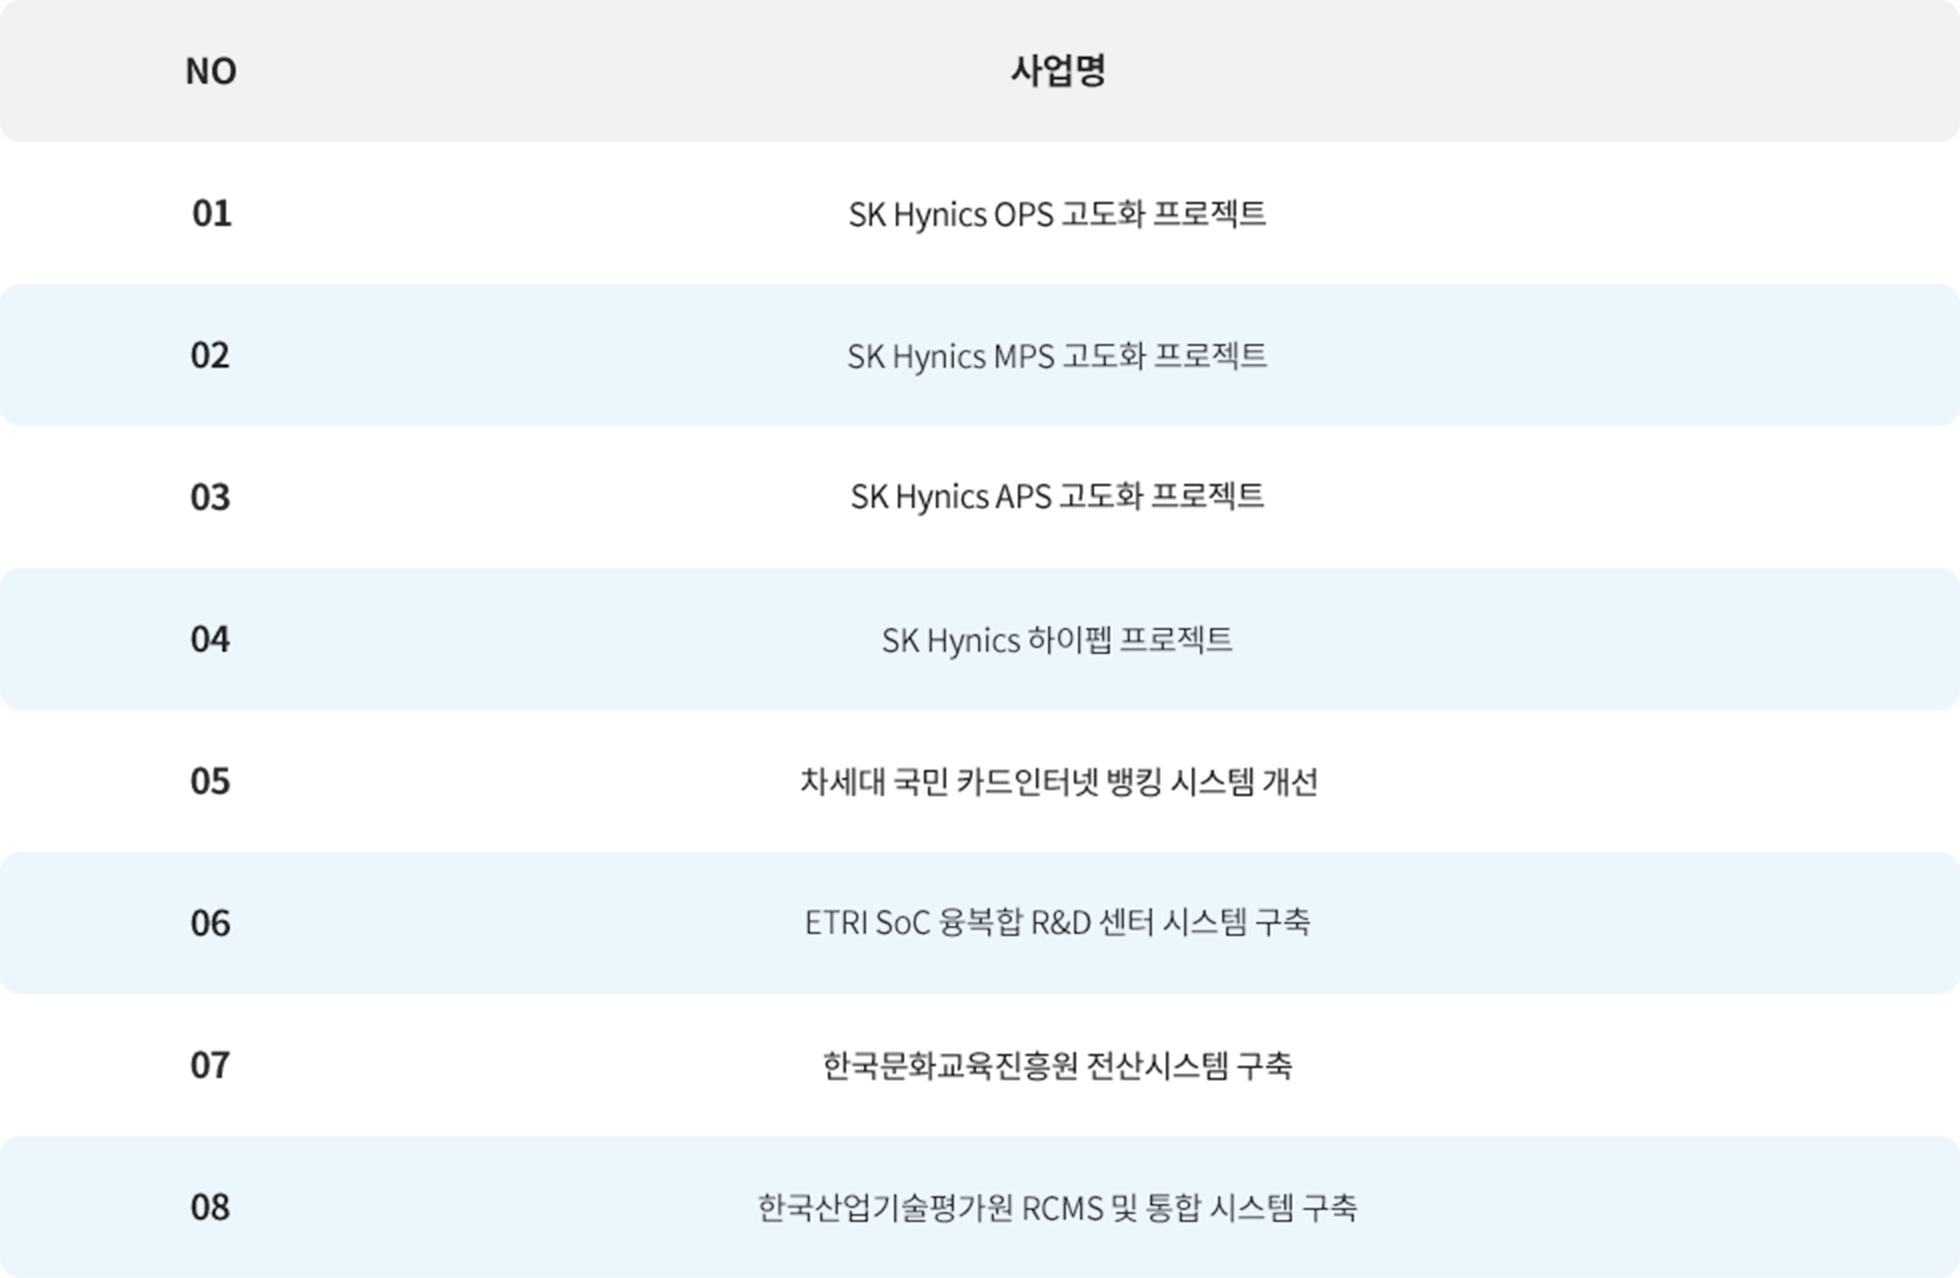 NO 사업명
01 SK Hynics OPS 고도화 프로젝트
02 SK Hynics MPS 고도화 프로젝트
03 SK Hynics APS 고도화 프로젝트
04 SK Hynics 하이펩 프로젝트
05 차세대 국민 카드인터넷 뱅킹 시스템 개선
06 ETRI SoC 융복합 R&D 센터 시스템 구축
07 한국문화교육진흥원 전산시스템 구축
08 한국산업기술평가원 RCMS 및 통합 시스템 구축